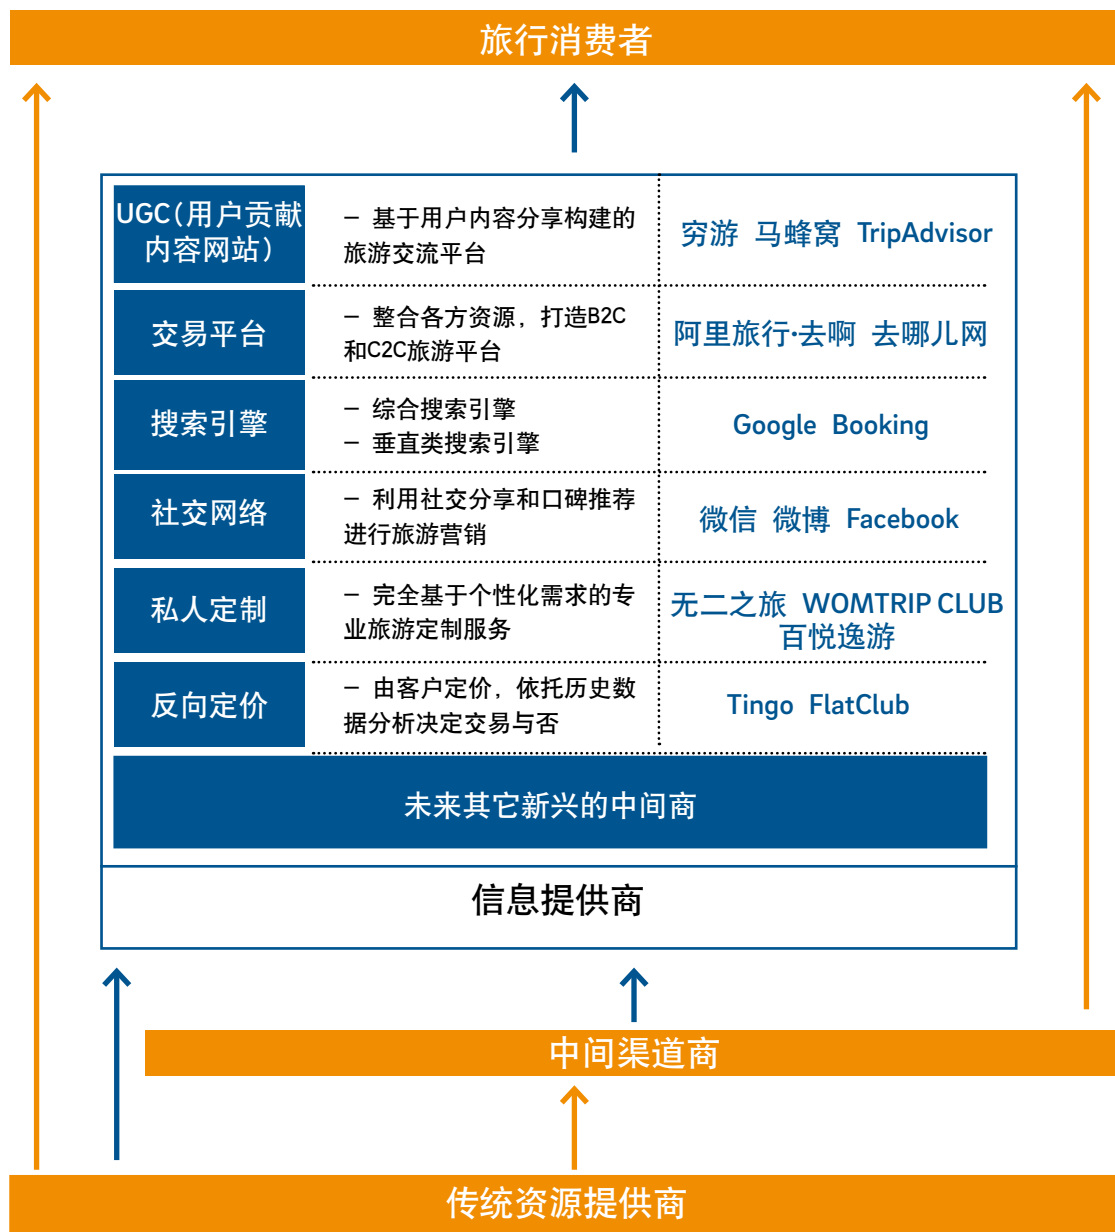 旅行消费者
UGC（用户贡献
内容网站）
– 基于用户内容分享构建的
旅游交流平台
穷游 马蜂窝 TripAdvisor
交易平台
– 整合各方资源，打造B2C
和C2C旅游平台
阿里旅行·去啊 去哪儿网
搜索引擎
– 综合搜索引擎
– 垂直类搜索引擎
Google Booking
社交网络
– 利用社交分享和口碑推荐
进行旅游营销
微信 微博 Facebook
私人定制
– 完全基于个性化需求的专
业旅游定制服务
无二之旅 WOMTRIP CLUB
百悦逸游
反向定价
– 由客户定价，依托历史数
据分析决定交易与否
Tingo FlatClub
未来其它新兴的中间商
信息提供商
中间渠道商
传统资源提供商